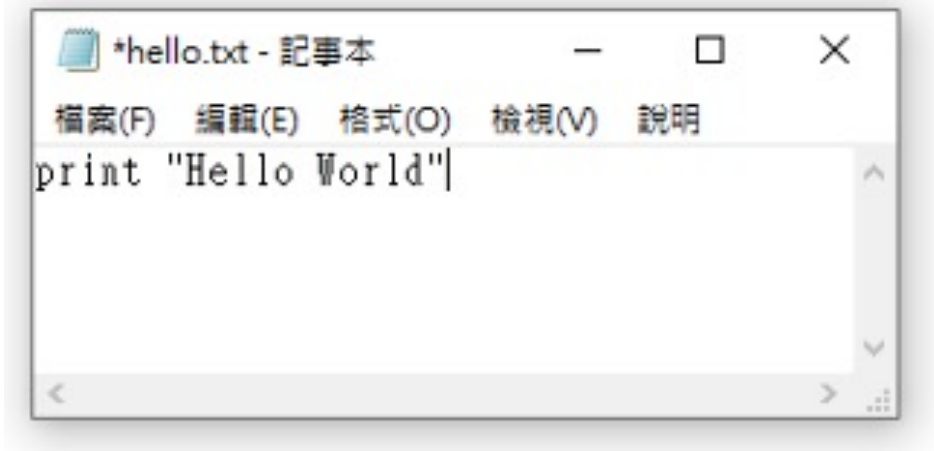 *hello.txt - 記事本
檔案(F) 編輯(E) 格式(O) 檢視(V) 說明
print "Hello World"